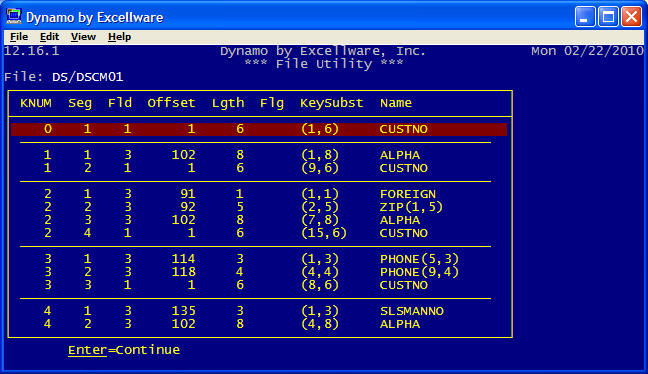 Dynamo by Excellware
File Edit View Help
12.16.1 Dynamo by Excellware, Inc. Mon 02/22/2010
*** File Utility ***
File: DS/DSCM01
KNUM Seg Fld Offset Lgth Flg KeySubst Name
0 1 1 1 6 (1,6) CUSTNO
1 1 3 102 8 (1,8) ALPHA
1 2 1 1 6 (9,6) CUSTNO
2 1 3 91 1 (1,1) FOREIGN
2 2 3 92 5 (2,5) ZIP(1,5)
2 3 3 102 8 (7,8) ALPHA
2 4 1 1 6 (15,6) CUSTNO
3 1 3 114 3 (1,3) PHONE(5,3)
3 2 3 118 4 (4,4) PHONE(9,4)
3 3 1 1 6 (8,6) CUSTNO
4 1 3 135 3 (1,3) SLSMANNO
4 2 3 102 8 (4,8) ALPHA
Enter=Continue